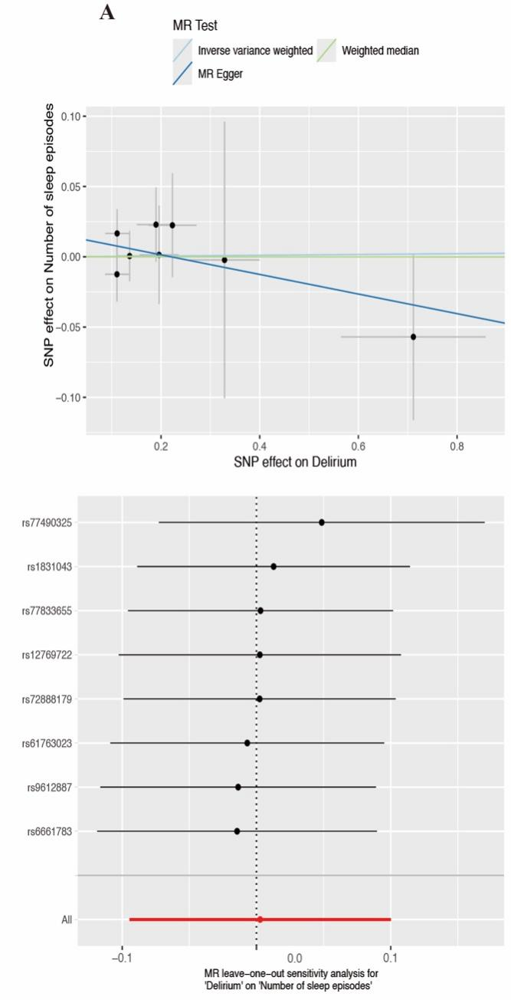 A
MR Test
Inverse variance weighted
Weighted median
MR Egger
SNP effect on Number of sleep episodes
0.10
0.05
0.00
−0.05
−0.10
0.2
0.4
0.6
0.8
SNP effect on Delirium
rs77490325
rs1831043
rs77833655
rs12769722
rs72888179
rs61763023
rs9612887
rs6661783
All
−0.1
0.0
0.1
MR leave−one−out sensitivity analysis for
'Delirium' on 'Number of sleep episodes'